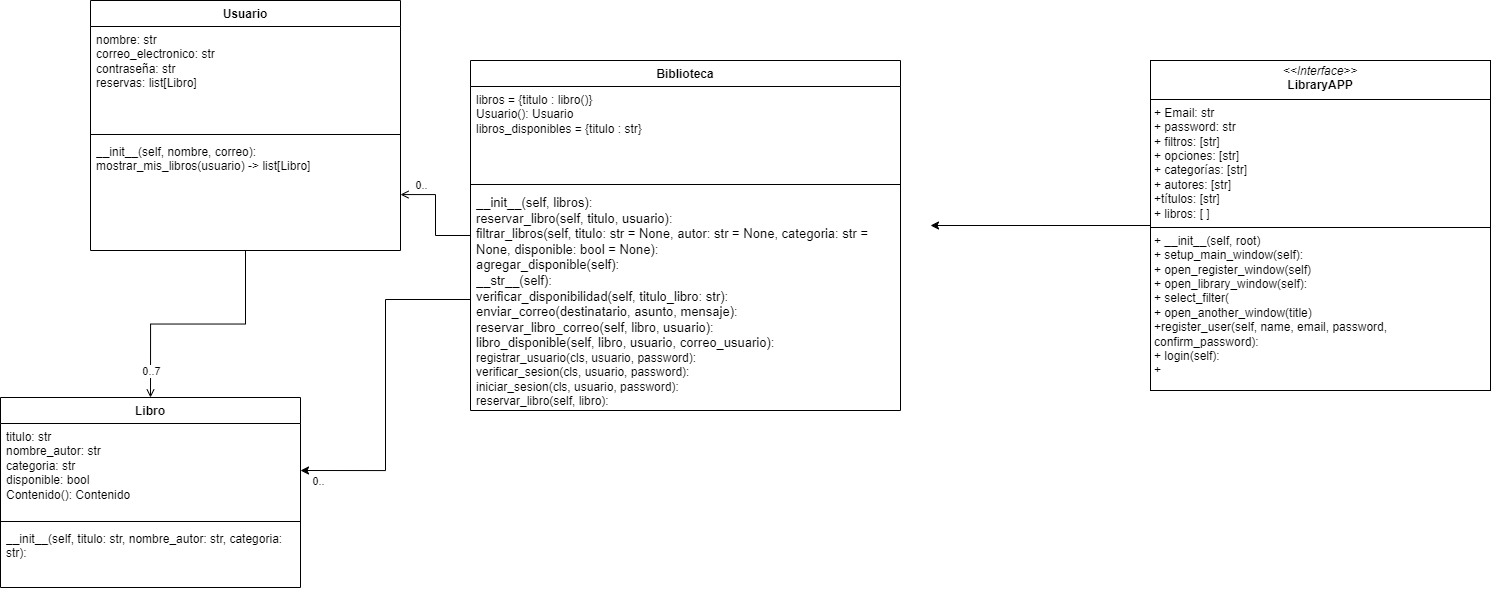 Usuario
nombre: str
correo_electronico: str
contraseña: str
reservas: list[Libro]
__init__(self, nombre, correo):
mostrar_mis_libros(usuario) -> list[Libro]
0..7
Libro
titulo: str
nombre_autor: str
categoria: str
disponible: bool
Contenido(): Contenido
__init__(self, titulo: str, nombre_autor: str, categoria:
str):
0..
0..
Biblioteca
libros = {titulo : libro()}
Usuario(): Usuario
libros_disponibles = {titulo : str}
__init__(self, libros):
reservar_libro(self, titulo, usuario):
filtrar_libros(self, titulo: str = None, autor: str = None, categoria: str =
None, disponible: bool = None):
agregar_disponible(self):
__str__(self):
verificar_disponibilidad(self, titulo_libro: str):
enviar_correo(destinatario, asunto, mensaje):
reservar_libro_correo(self, libro, usuario):
libro_disponible(self, libro, usuario, correo_usuario):
registrar_usuario(cls, usuario, password):
verificar_sesion(cls, usuario, password):
iniciar_sesion(cls, usuario, password):
reservar_libro(self, libro):
<<Interface>>
LibraryAPP
+ Email: str
+ password: str
+ filtros: [str]
+ opciones: [str]
+ categorías: [str]
+ autores: [str]
+títulos: [str]
+ libros: [ ]
+ __init__(self, root)
+ setup_main_window(self):
+ open_register_window(self)
+ open_library_window(self):
+ select_filter(
+ open_another_window(title)
+register_user(self, name, email, password,
confirm_password):
+ login(self):
+